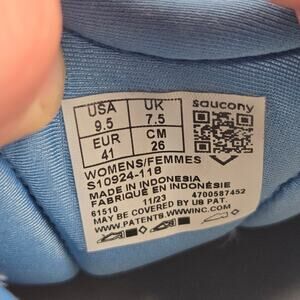 USA UK saucony
9.5 7.5
EUR CM
41 26
WOMENS/FEMMES
S10924-118
MADE IN INDONESIA
FABRIQUÉ EN INDONÉSIE
61510 11/23 4700587452
MAY BE COVERED BY US PAT.
WWW.PATENTS.WWWINC.COM